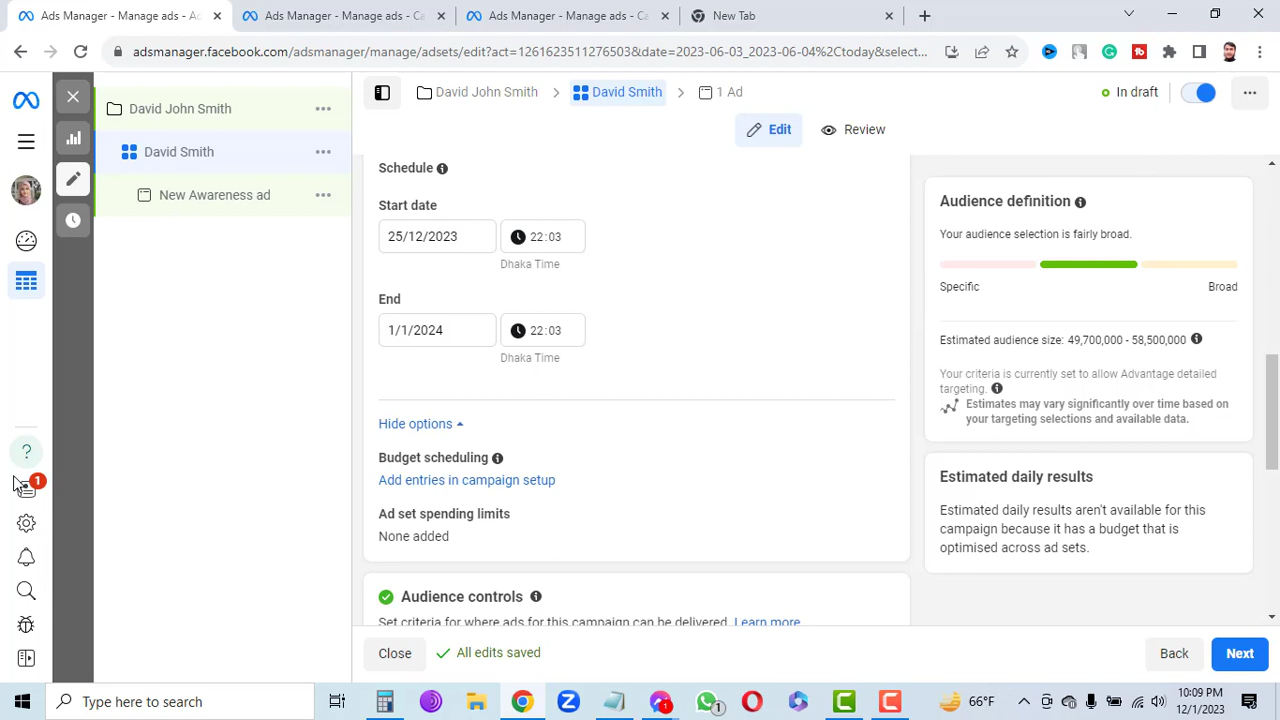 Ads Manager - Manage ads - Ad
Ads Manager - Manage ads - Ca
Ads Manager - Manage ads - Ca
New Tab
adsmanager.facebook.com/adsmanager/manage/adsets/edit?act=1261623511276503&date=2023-06-03_2023-06-04%2Ctoday&select...
David John Smith
David Smith
New Awareness ad
David John Smith
David Smith
1 Ad
In draft
Edit
Review
Schedule
Start date
25/12/2023
22:03
Dhaka Time
End
1/1/2024
22:03
Dhaka Time
Hide options
Budget scheduling
Add entries in campaign setup
Ad set spending limits
None added
Audience controls
Set criteria for where ads for this campaign can be delivered. Learn more
Audience definition
Your audience selection is fairly broad.
Specific
Broad
Estimated audience size: 49,700,000 - 58,500,000
Your criteria is currently set to allow Advantage detailed
targeting.
Estimates may vary significantly over time based on
your targeting selections and available data.
Estimated daily results
Estimated daily results aren't available for this
campaign because it has a budget that is
optimised across ad sets.
1
Close
All edits saved
Back
Next
Type here to search
1
1
66°F
10:09 PM
12/1/2023